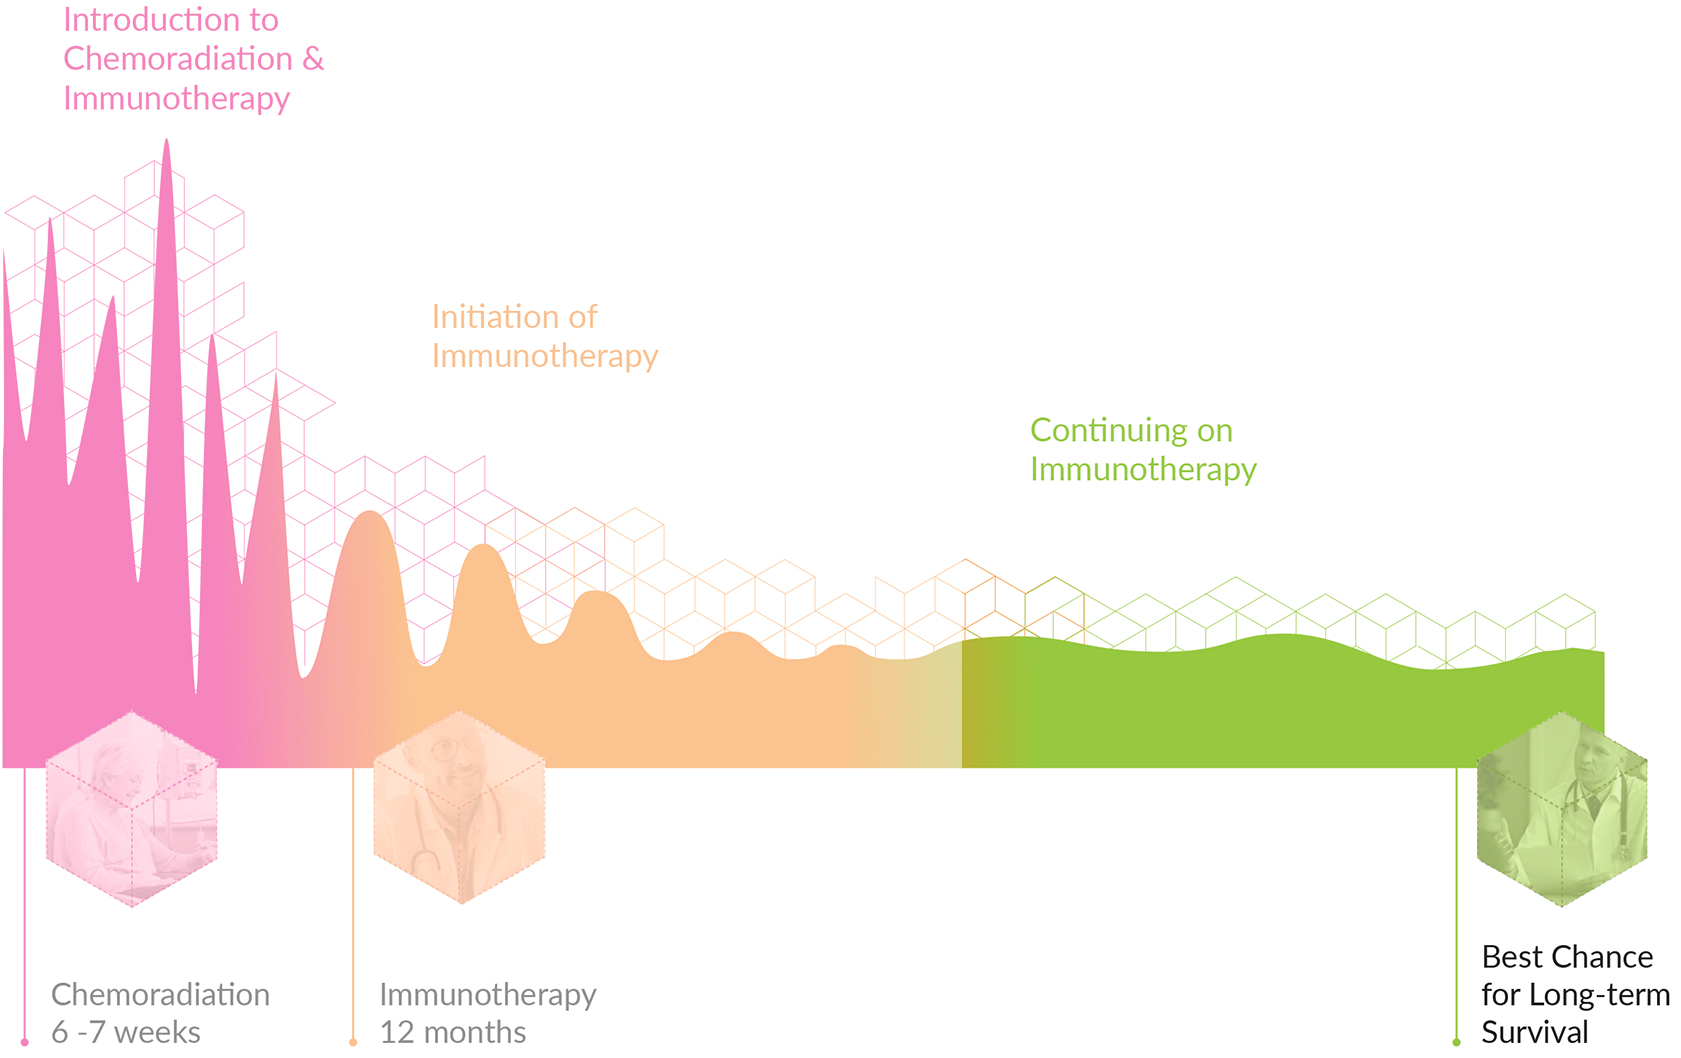 Introduction to
Chemoradiation &
Immunotherapy
Initiation of
Immunotherapy
Continuing on
Immunotherapy
Chemoradiation
6 -7 weeks
Immunotherapy
12 months
Best Chance
for Long-term
Survival